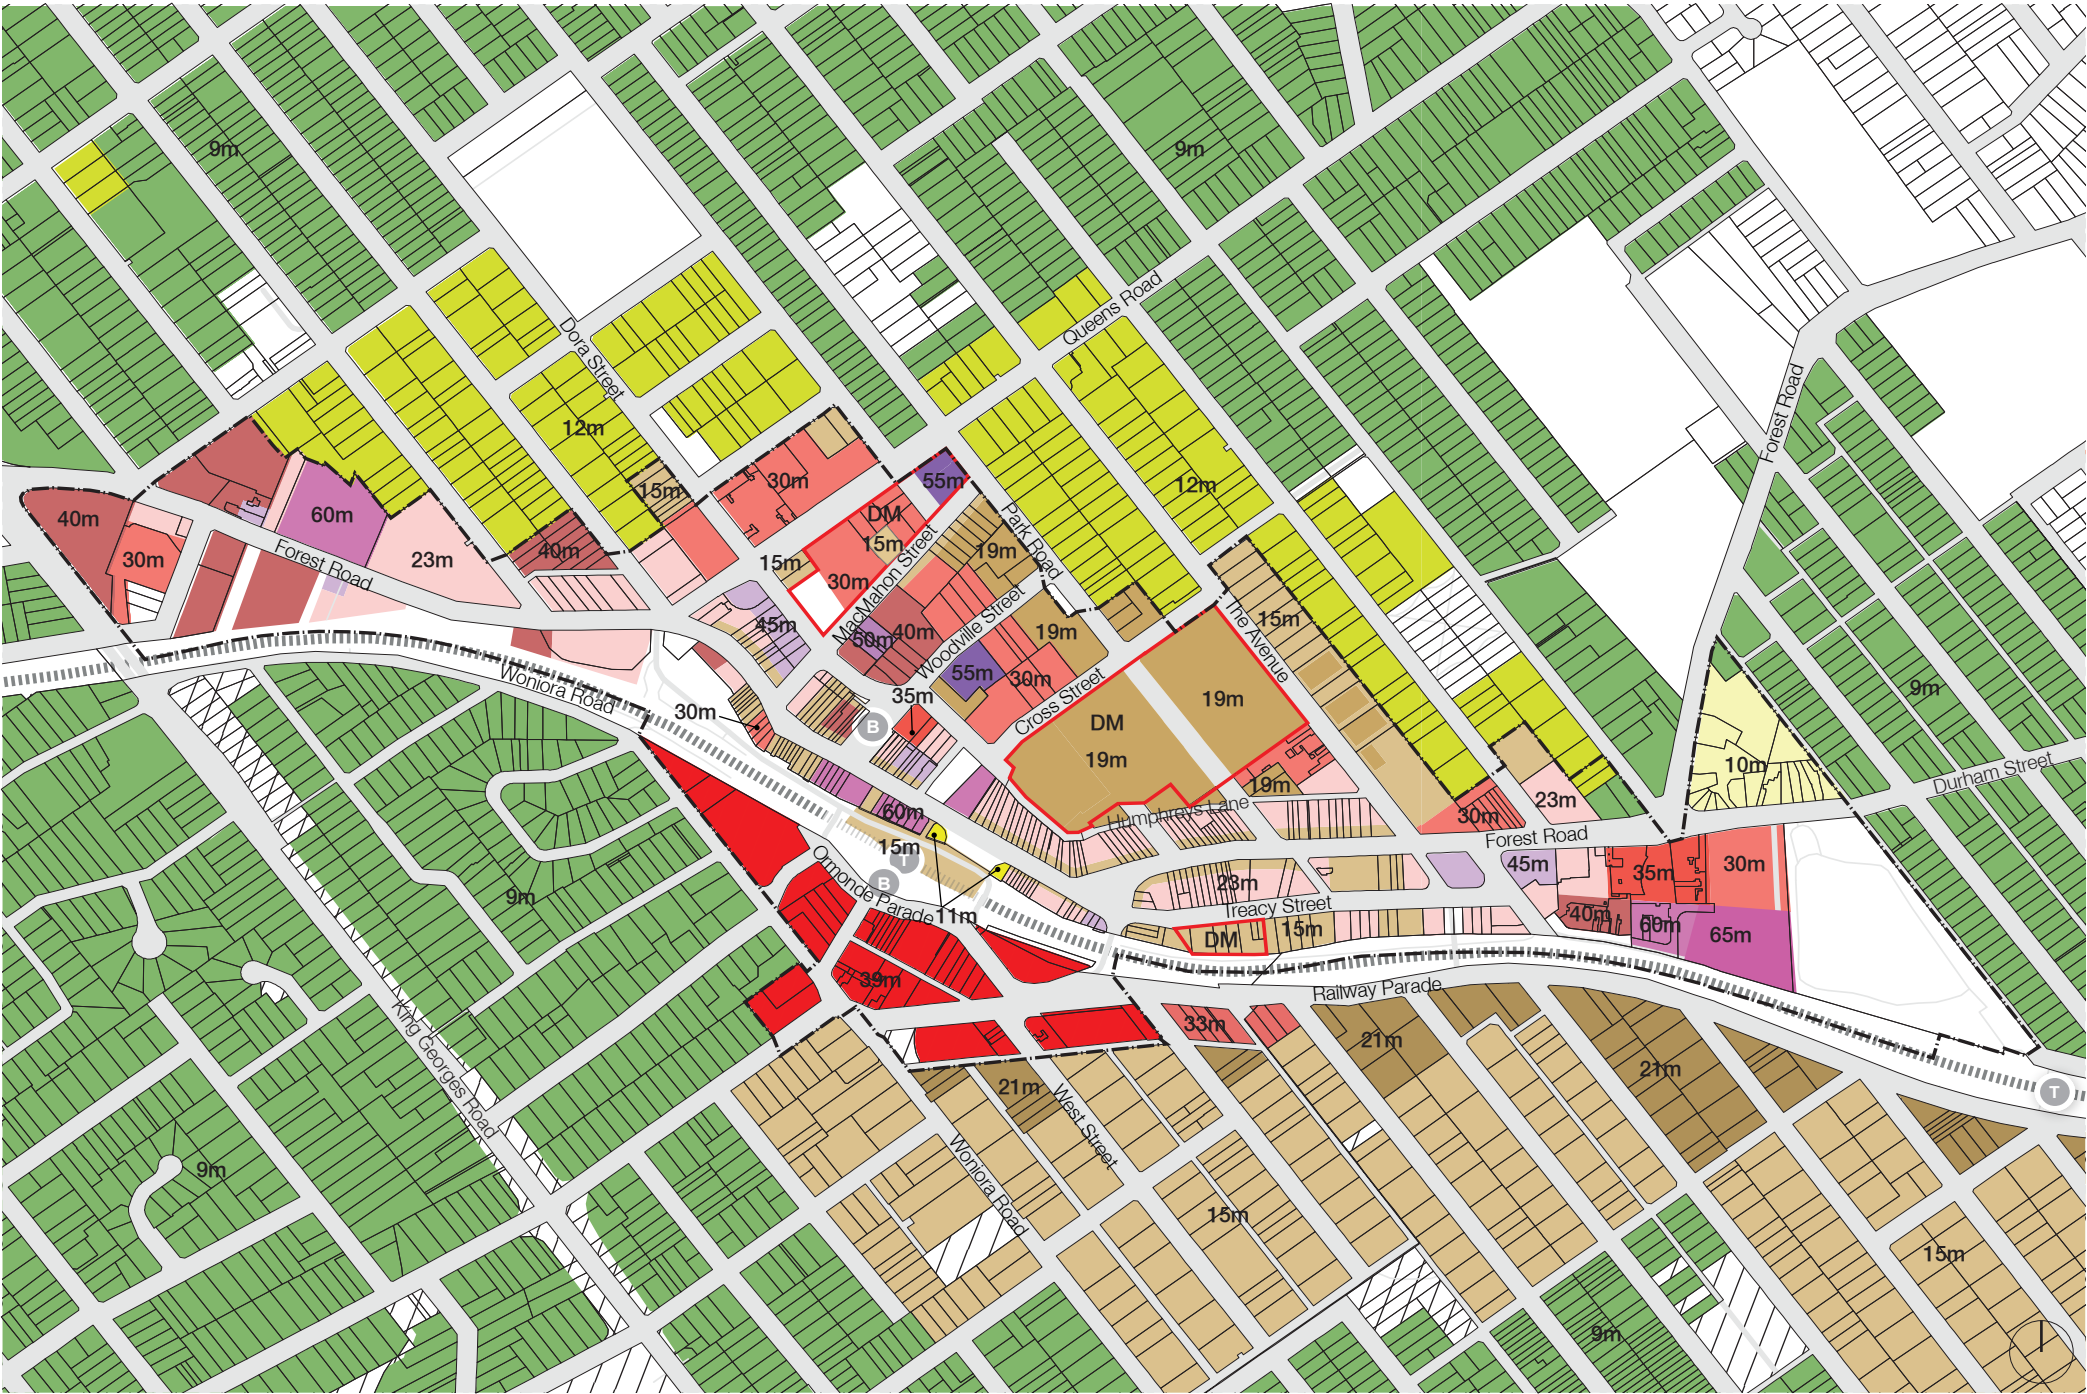 9m
9m
Queens Road
Dora Street
Forest Road
12m
30m
55m
12m
15m
40m
DM
15m
19m
Park Road
60m
40m
30m
Forest Road
23m
15m
30m
MacMahon Street
45m
50m
40m
Woodville Street
19m
The Avenue
15m
55m
30m
35m
Cross Street
19m
9m
Woniora Road
30m
B
DM
19m
10m
Durham Street
19m
23m
60m
Humphreys Lane
30m
Forest Road
15m
T
B
Ormonde Parade
11m
23m
45m
35m
30m
9m
Treacy Street
DM
15m
40m
60m
65m
39m
Railway Parade
33m
21m
21m
21m
T
King Georges Road
West Street
Woniora Road
9m
15m
15m
9m